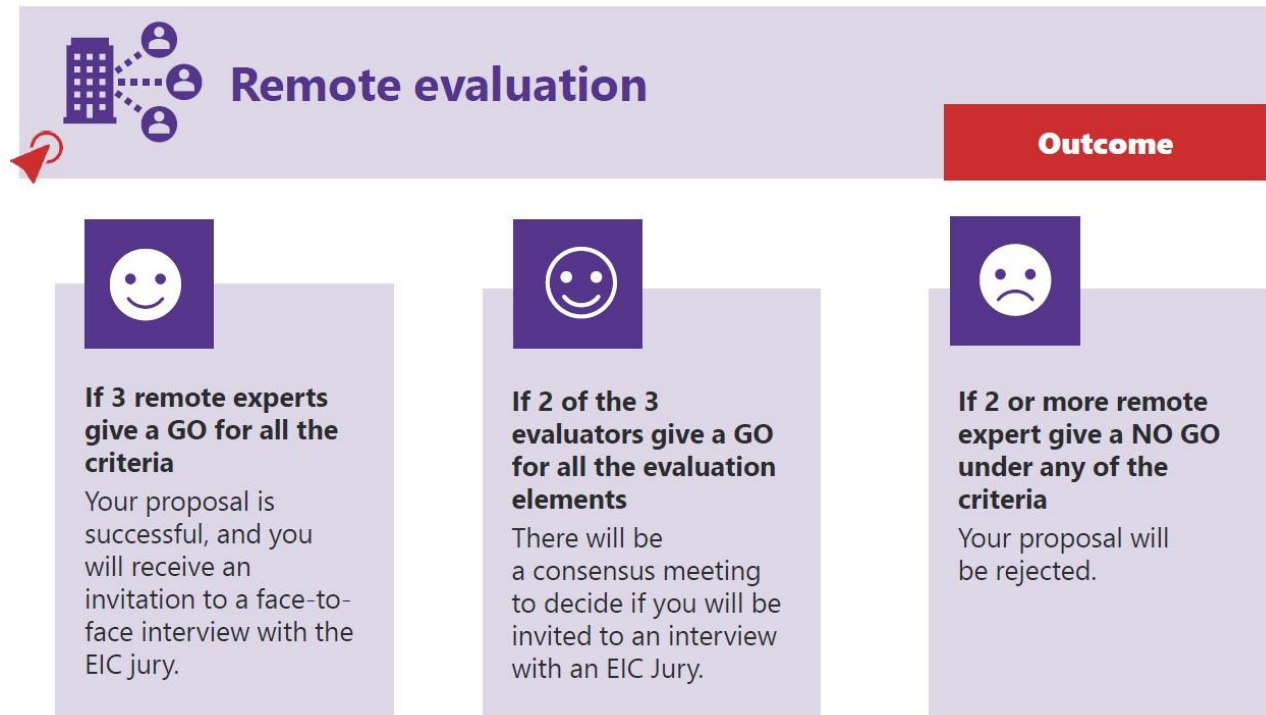 Remote evaluation
Outcome
If 3 remote experts
give a GO for all the
criteria
Your proposal is
successful, and you
will receive an
invitation to a face-to-
face interview with the
EIC jury.
If 2 of the 3
evaluators give a GO
for all the evaluation
elements
There will be
a consensus meeting
to decide if you will be
invited to an interview
with an EIC Jury.
If 2 or more remote
expert give a NO GO
under any of the
criteria
Your proposal will
be rejected.